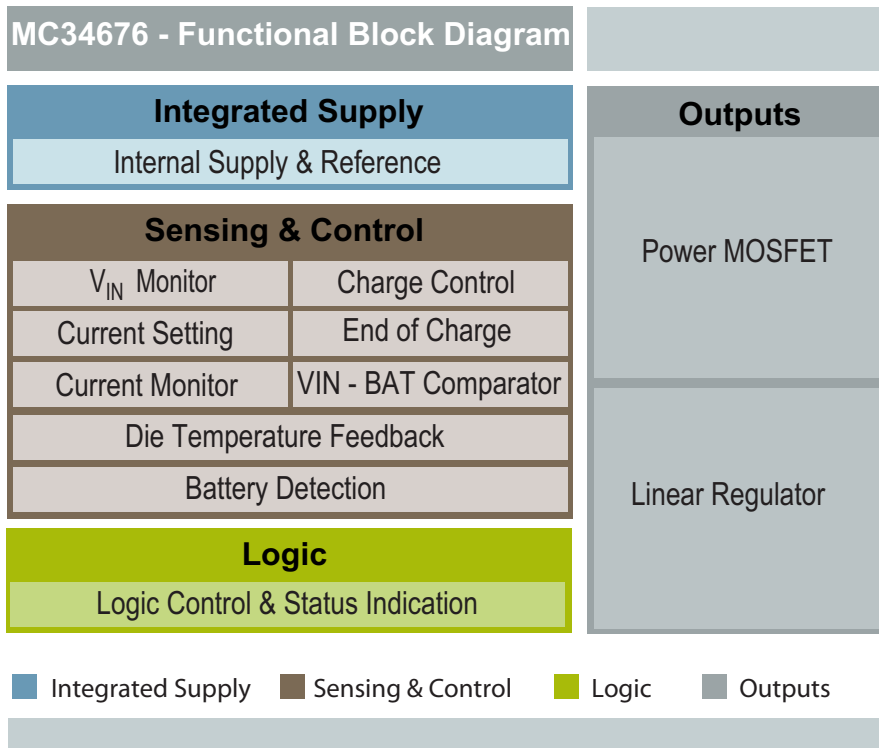 MC34676 - Functional Block Diagram
Integrated Supply
Internal Supply & Reference
Sensing & Control
VIN Monitor
Charge Control
Current Setting
End of Charge
Current Monitor
VIN - BAT Comparator
Die Temperature Feedback
Battery Detection
Logic
Logic Control & Status Indication
Outputs
Power MOSFET
Linear Regulator
Integrated Supply
Sensing & Control
Logic
Outputs